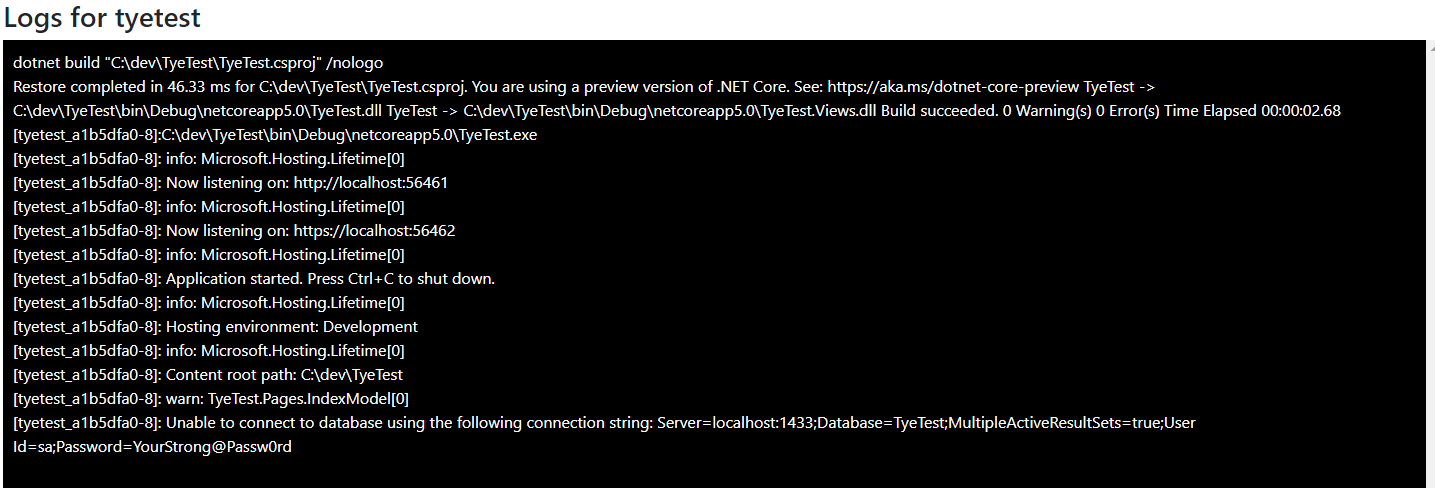 Logs for tyetest
dotnet build "C:\dev\TyeTest\TyeTest.csproj" /nologo
Restore completed in 46.33 ms for C:\dev\TyeTest\TyeTest.csproj. You are using a preview version of .NET Core. See: https://aka.ms/dotnet-core-preview TyeTest ->
C:\dev\TyeTest\bin\Debug\netcoreapp5.0\TyeTest.dll TyeTest -> C:\dev\TyeTest\bin\Debug\netcoreapp5.0\TyeTest.Views.dll Build succeeded. 0 Warning(s) 0 Error(s) Time Elapsed 00:00:02.68
[tyetest_a1b5dfa0-8]:C:\dev\TyeTest\bin\Debug\netcoreapp5.0\TyeTest.exe
[tyetest_a1b5dfa0-8]: info: Microsoft.Hosting.Lifetime[0]
[tyetest_a1b5dfa0-8]: Now listening on: http://localhost:56461
[tyetest_a1b5dfa0-8]: info: Microsoft.Hosting.Lifetime[0]
[tyetest_a1b5dfa0-8]: Now listening on: https://localhost:56462
[tyetest_a1b5dfa0-8]: info: Microsoft.Hosting.Lifetime[0]
[tyetest_a1b5dfa0-8]: Application started. Press Ctrl+C to shut down.
[tyetest_a1b5dfa0-8]: info: Microsoft.Hosting.Lifetime[0]
[tyetest_a1b5dfa0-8]: Hosting environment: Development
[tyetest_a1b5dfa0-8]: info: Microsoft.Hosting.Lifetime[0]
[tyetest_a1b5dfa0-8]: Content root path: C:\dev\TyeTest
[tyetest_a1b5dfa0-8]: warn: TyeTest.Pages.IndexModel[0]
[tyetest_a1b5dfa0-8]: Unable to connect to database using the following connection string: Server=localhost:1433;Database=TyeTest;MultipleActiveResultSets=true;User
Id=sa;Password=YourStrong@Passw0rd